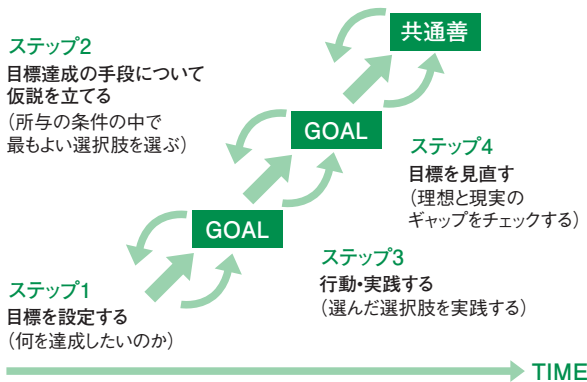 共通善
ステップ2
目標達成の手段について
仮説を立てる
(所与の条件の中で
最もよい選択肢を選ぶ)
GOAL
ステップ4
目標を見直す
(理想と現実の
ギャップをチェックする)
GOAL
ステップ3
行動・実践する
(選んだ選択肢を実践する)
ステップ1
目標を設定する
(何を達成したいのか)
TIME